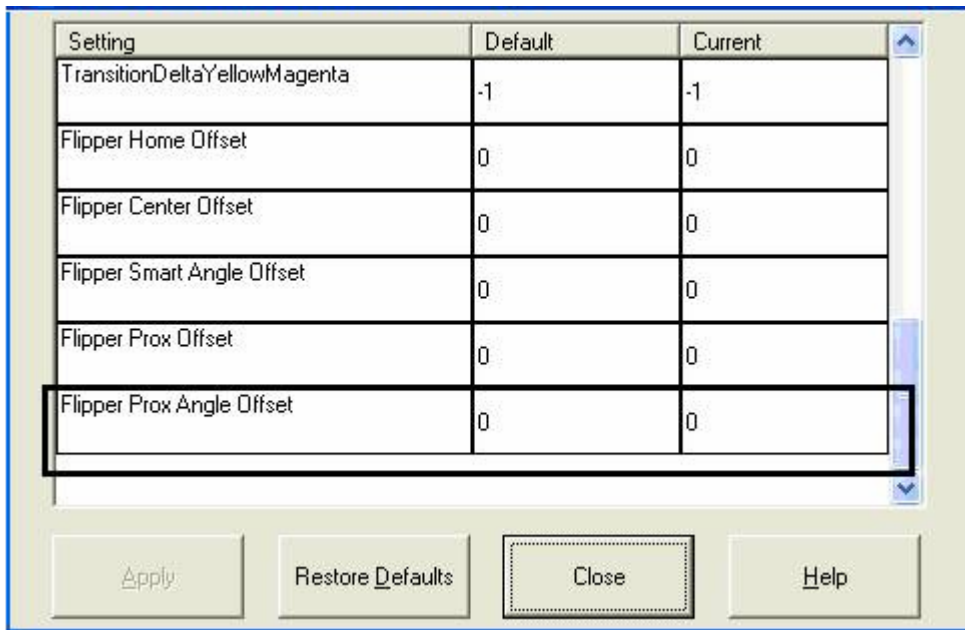 Setting Default Current
TransitionDeltaYellowMagenta -1 -1
Flipper Home Offset 0 0
Flipper Center Offset 0 0
Flipper Smart Angle Offset 0 0
Flipper Prox Offset 0 0
Flipper Prox Angle Offset 0 0
Apply Restore Defaults Close Help